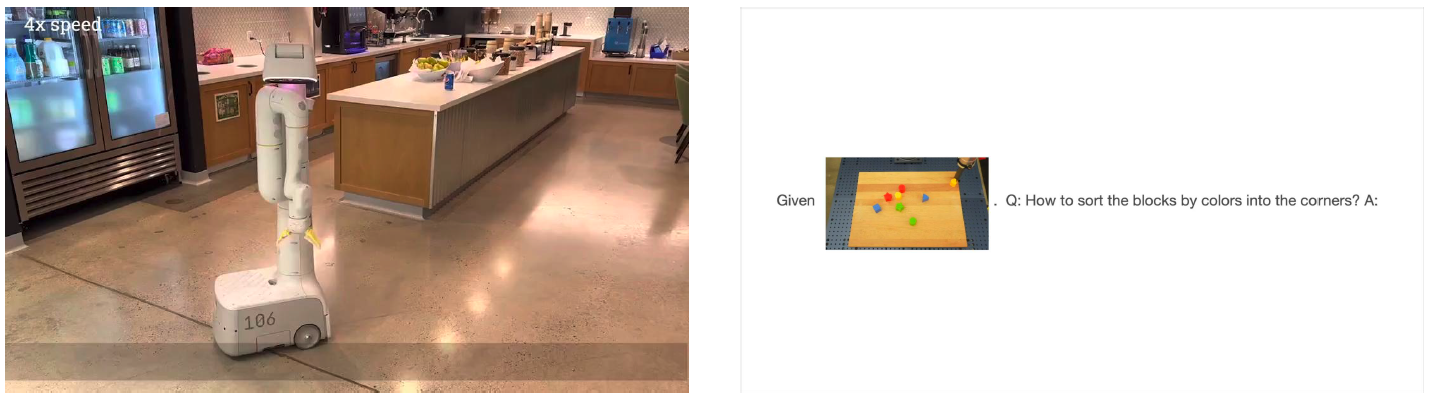 4x speed
106
Given . Q: How to sort the blocks by colors into the corners? A: